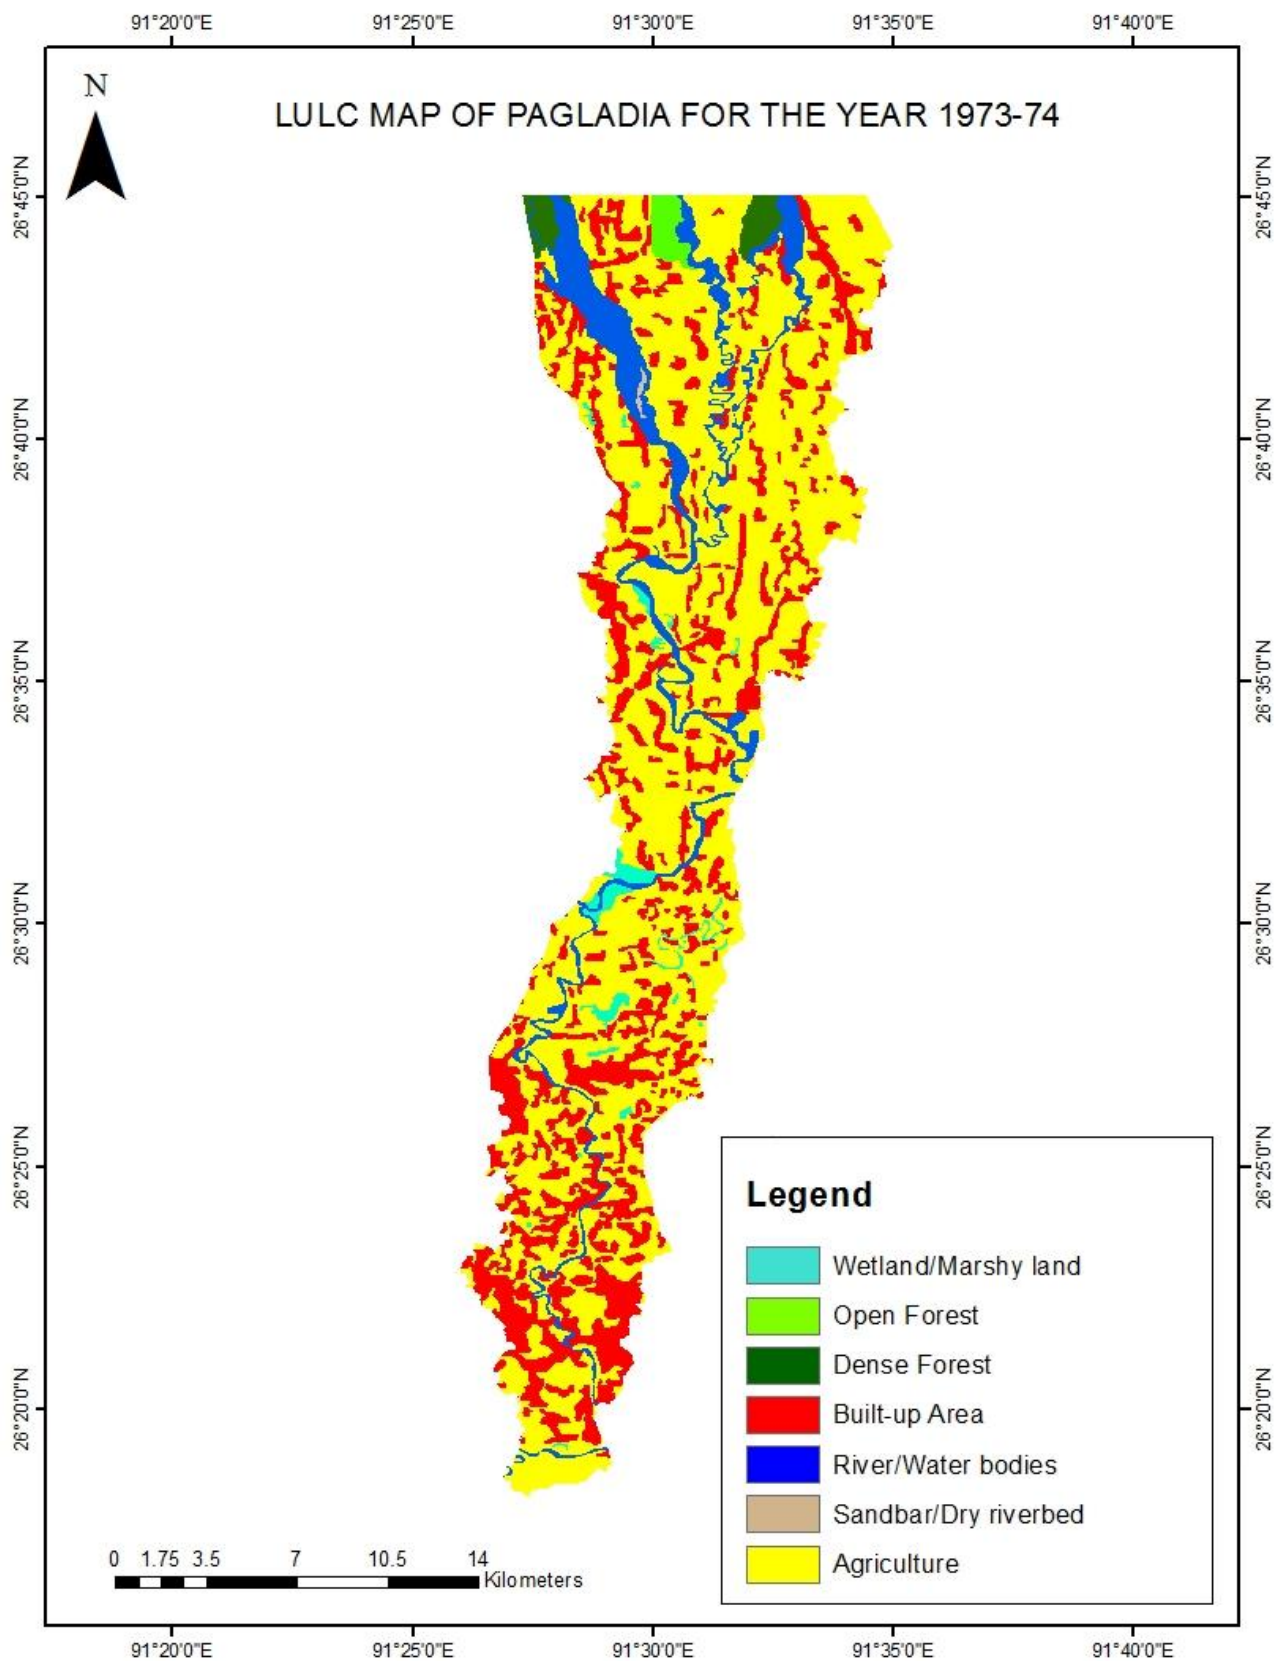 91°20'0"E 91°25'0"E 91°30'0"E 91°35'0"E 91°40'0"E
N
LULC MAP OF PAGLADIA FOR THE YEAR 1973-74
26°45'0"N 26°45'0"N
26°40'0"N 26°40'0"N
26°35'0"N 26°35'0"N
26°30'0"N 26°30'0"N
26°25'0"N 26°25'0"N
26°20'0"N 26°20'0"N
Legend
Wetland/Marshy land
Open Forest
Dense Forest
Built-up Area
River/Water bodies
Sandbar/Dry riverbed
Agriculture
0 1.75 3.5 7 10.5 14
Kilometers
91°20'0"E 91°25'0"E 91°30'0"E 91°35'0"E 91°40'0"E